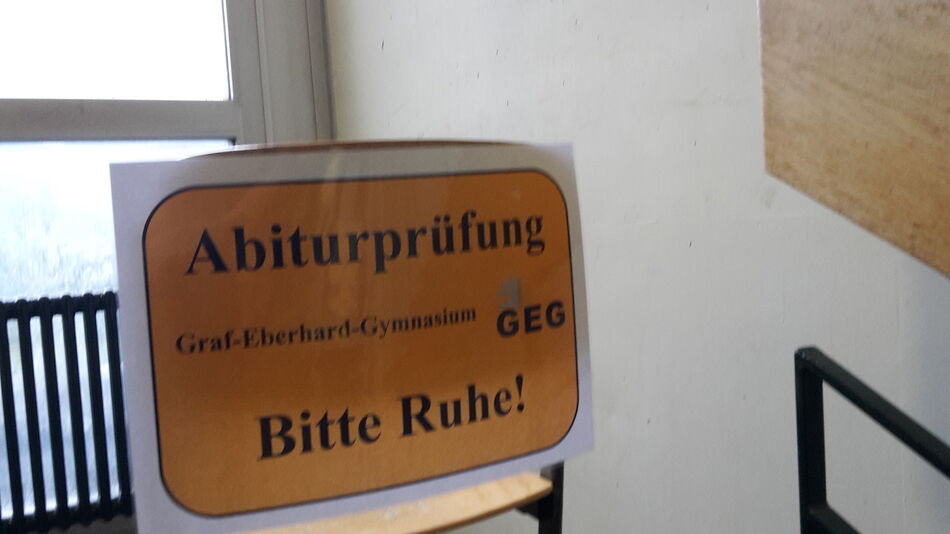 Abiturprüfung
Graf-Eberhard-Gymnasium
GEG
Bitte Ruhe!